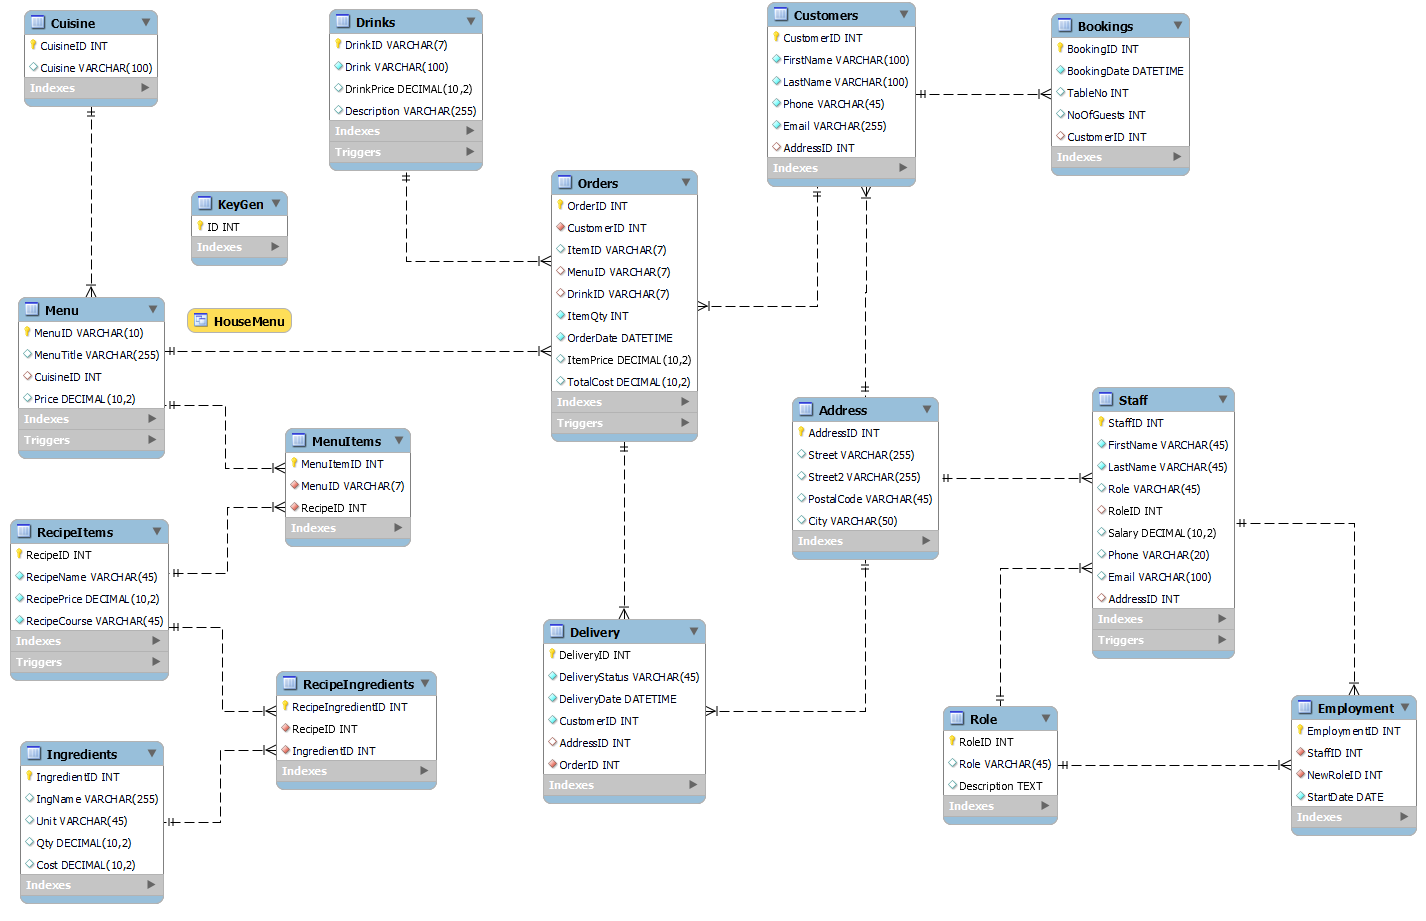 Cuisine
CuisineID INT
Cuisine VARCHAR(100)
Indexes
Drinks
DrinkID VARCHAR(7)
Drink VARCHAR(100)
DrinkPrice DECIMAL(10,2)
Description VARCHAR(255)
Indexes
Triggers
Customers
CustomerID INT
FirstName VARCHAR(100)
LastName VARCHAR(100)
Phone VARCHAR(45)
Email VARCHAR(255)
AddressID INT
Indexes
Bookings
BookingID INT
BookingDate DATETIME
TableNo INT
NoOfGuests INT
CustomerID INT
Indexes
KeyGen
ID INT
Indexes
Orders
OrderID INT
CustomerID INT
ItemID VARCHAR(7)
MenuID VARCHAR(7)
DrinkID VARCHAR(7)
ItemQty INT
OrderDate DATETIME
ItemPrice DECIMAL(10,2)
TotalCost DECIMAL(10,2)
Indexes
Triggers
Menu
MenuID VARCHAR(10)
MenuTitle VARCHAR(255)
CuisineID INT
Price DECIMAL(10,2)
Indexes
Triggers
HouseMenu
MenuItems
MenuItemID INT
MenuID VARCHAR(7)
RecipeID INT
Indexes
Address
AddressID INT
Street VARCHAR(255)
Street2 VARCHAR(255)
PostalCode VARCHAR(45)
City VARCHAR(50)
Indexes
Staff
StaffID INT
FirstName VARCHAR(45)
LastName VARCHAR(45)
Role VARCHAR(45)
RoleID INT
Salary DECIMAL(10,2)
Phone VARCHAR(20)
Email VARCHAR(100)
AddressID INT
Indexes
Triggers
RecipeItems
RecipeID INT
RecipeName VARCHAR(45)
RecipePrice DECIMAL(10,2)
RecipeCourse VARCHAR(45)
Indexes
Triggers
RecipeIngredients
RecipeIngredientID INT
RecipeID INT
IngredientID INT
Indexes
Delivery
DeliveryID INT
DeliveryStatus VARCHAR(45)
DeliveryDate DATETIME
CustomerID INT
AddressID INT
OrderID INT
Indexes
Role
RoleID INT
Role VARCHAR(45)
Description TEXT
Indexes
Employment
EmploymentID INT
StaffID INT
NewRoleID INT
StartDate DATE
Indexes
Ingredients
IngredientID INT
IngName VARCHAR(255)
Unit VARCHAR(45)
Qty DECIMAL(10,2)
Cost DECIMAL(10,2)
Indexes